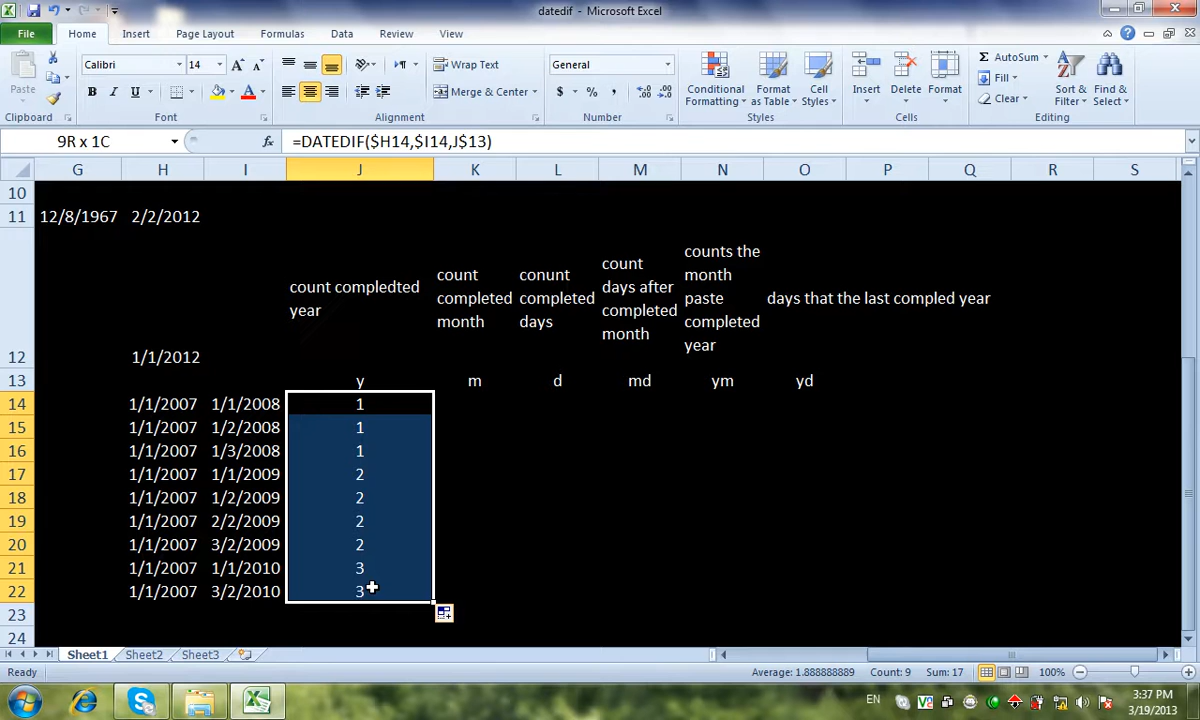 datedif - Microsoft Excel
File Home Insert Page Layout Formulas Data Review View
Paste
Calibri 14
B I U
A A
Wrap Text
Merge & Center
General
$ % ,
Conditional Formatting
Format as Table
Cell Styles
Insert Delete Format
Σ AutoSum
Fill
Clear
Sort & Filter
Find & Select
Clipboard Font Alignment Number Styles Cells Editing
9R x 1C fx =DATEDIF($H14,$I14,J$13)
G H I J K L M N O P Q R S
10
11 12/8/1967 2/2/2012
count compledted year
count completed month
conunt completed days
count days after completed month
counts the month paste completed year
days that the last compled year
12 1/1/2012
13 y m d md ym yd
14 1/1/2007 1/1/2008 1
15 1/1/2007 1/2/2008 1
16 1/1/2007 1/3/2008 1
17 1/1/2007 1/1/2009 2
18 1/1/2007 1/2/2009 2
19 1/1/2007 2/2/2009 2
20 1/1/2007 3/2/2009 2
21 1/1/2007 1/1/2010 3
22 1/1/2007 3/2/2010 3
23
24
Sheet1 Sheet2 Sheet3
Ready Average: 1.888888889 Count: 9 Sum: 17 100%
EN
3:37 PM
3/19/2013